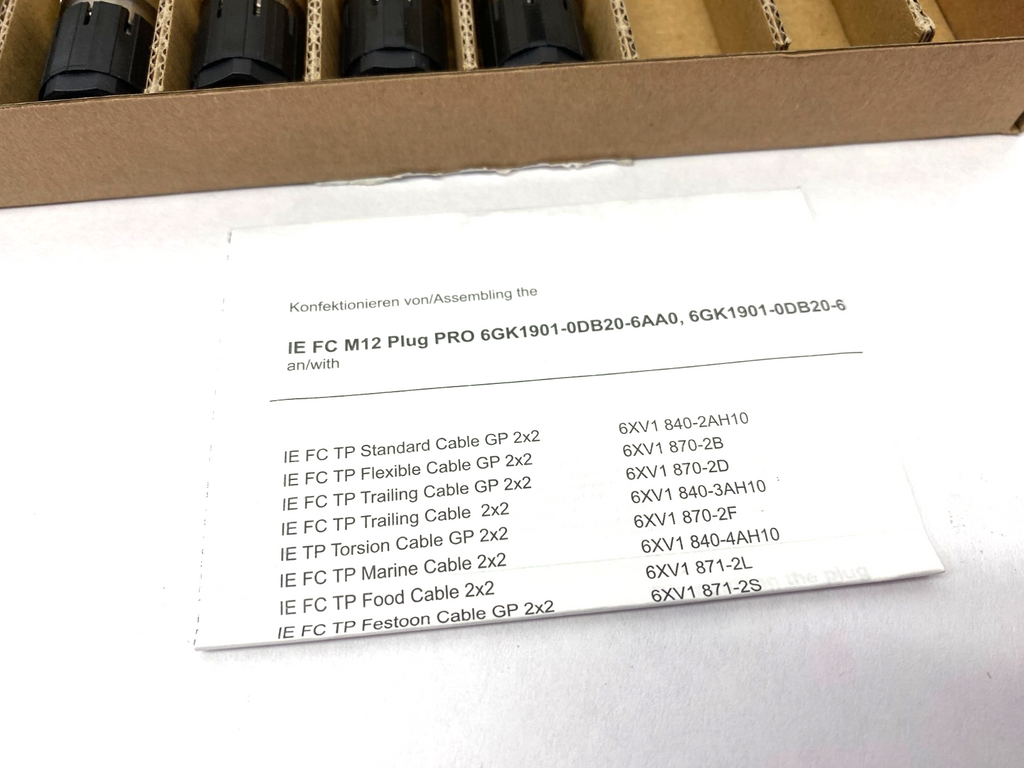 Konfektionieren von/Assembling the
IE FC M12 Plug PRO 6GK1901-0DB20-6AA0, 6GK1901-0DB20-6
an/with
IE FC TP Standard Cable GP 2x2 6XV1 840-2AH10
IE FC TP Flexible Cable GP 2x2 6XV1 870-2B
IE FC TP Trailing Cable GP 2x2 6XV1 870-2D
IE FC TP Trailing Cable 2x2 6XV1 840-3AH10
IE TP Torsion Cable GP 2x2 6XV1 870-2F
IE FC TP Marine Cable 2x2 6XV1 840-4AH10
IE FC TP Food Cable 2x2 6XV1 871-2L
IE FC TP Festoon Cable GP 2x2 6XV1 871-2S
the plug